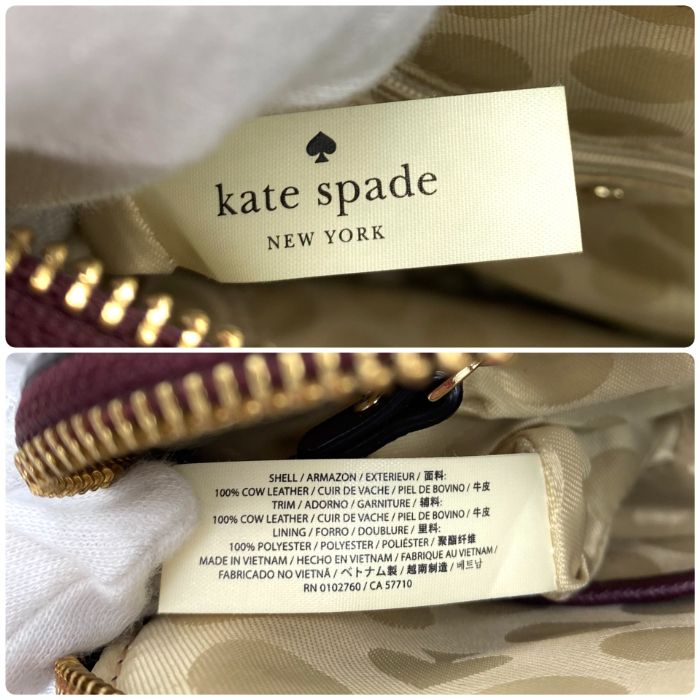 kate spade
NEW YORK
SHELL / ARMAZON / EXTERIEUR / 面料:
100% COW LEATHER / CUIR DE VACHE / PIEL DE BOVINO / 牛皮
TRIM / ADORNO / GARNITURE / 辅料:
100% COW LEATHER / CUIR DE VACHE / PIEL DE BOVINO / 牛皮
LINING / FORRO / DOUBLURE / 里料:
100% POLYESTER / POLYESTER / POLIÉSTER / 聚酯纤维
MADE IN VIETNAM / HECHO EN VIETNAM / FABRIQUE AU VIETNAM /
FABRICADO NO VIETNÃ / ベトナム製 / 越南制造 / 베트남
RN 0102760 / CA 57710